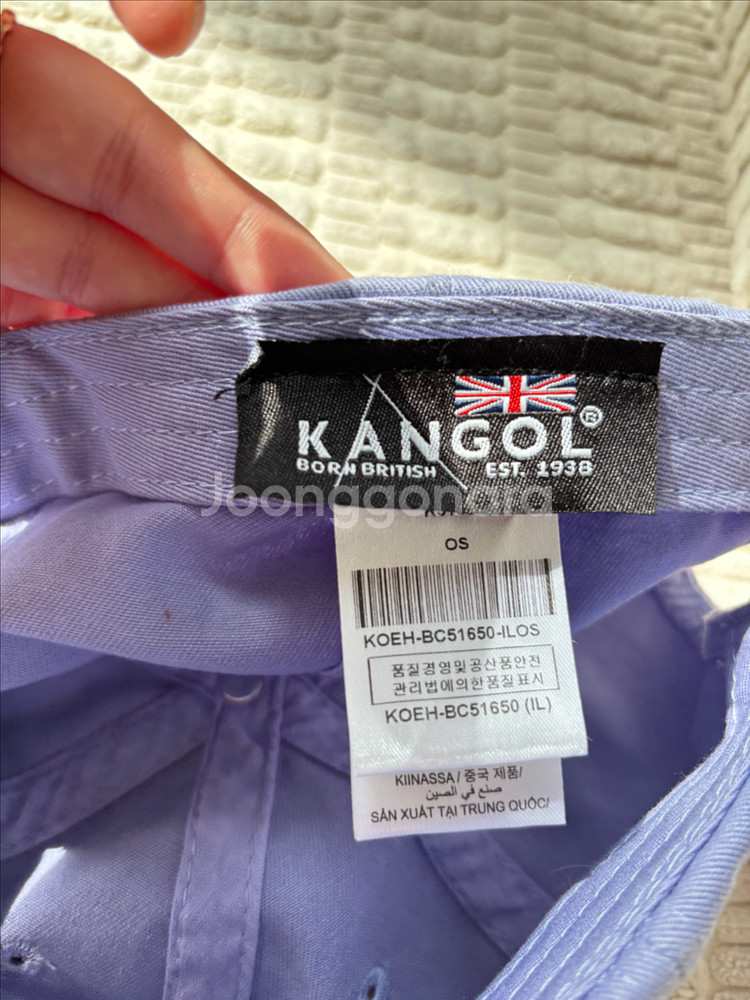 KANGOL®
BORN BRITISH EST. 1938
Joonggonara
OS
KOEH-BC51650-ILOS
품질경영및공산품안전
관리법에의한품질표시
KOEH-BC51650 (IL)
KIINASSA / 중국 제품/
صنع في الصين
SẢN XUẤT TẠI TRUNG QUỐC/